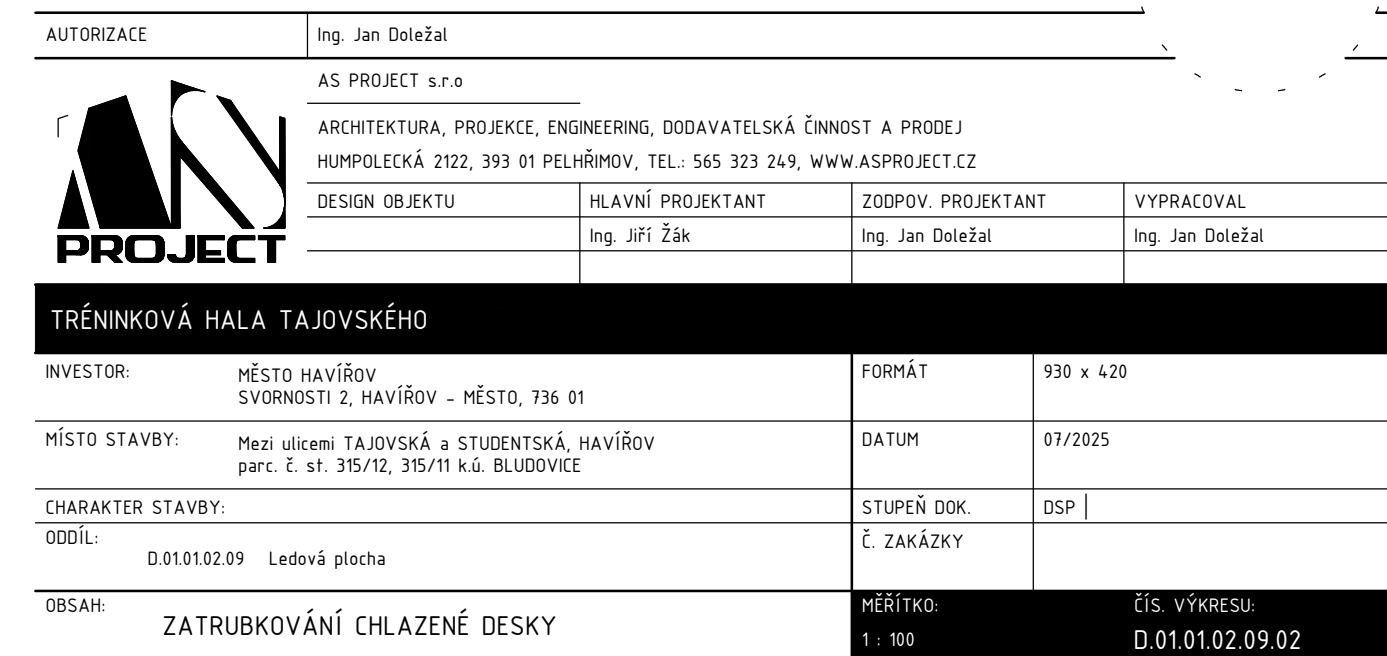 AUTORIZACE Ing. Jan Doležal
AS PROJECT s.r.o
ARCHITEKTURA, PROJEKCE, ENGINEERING, DODAVATELSKÁ ČINNOST A PRODEJ
HUMPOLECKÁ 2122, 393 01 PELHŘIMOV, TEL.: 565 323 249, WWW.ASPROJECT.CZ
PROJECT
DESIGN OBJEKTU HLAVNÍ PROJEKTANT ZODPOV. PROJEKTANT VYPRACOVAL
Ing. Jiří Žák Ing. Jan Doležal Ing. Jan Doležal
TRÉNINKOVÁ HALA TAJOVSKÉHO
INVESTOR: MĚSTO HAVÍŘOV
SVORNOSTI 2, HAVÍŘOV - MĚSTO, 736 01
FORMÁT 930 x 420
MÍSTO STAVBY: Mezi ulicemi TAJOVSKÁ a STUDENTSKÁ, HAVÍŘOV
parc. č. st. 315/12, 315/11 k.ú. BLUDOVICE
DATUM 07/2025
CHARAKTER STAVBY:
STUPEŇ DOK. DSP
ODDÍL:
D.01.01.02.09 Ledová plocha
Č. ZAKÁZKY
OBSAH:
ZATRUBKOVÁNÍ CHLAZENÉ DESKY
MĚŘÍTKO: ČÍS. VÝKRESU:
1 : 100 D.01.01.02.09.02